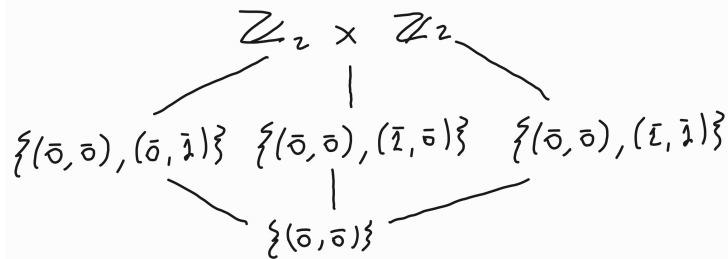 ℤ₂ × ℤ₂
{(0̄, 0̄), (0̄, 1̄)} {(0̄, 0̄), (1̄, 0̄)} {(0̄, 0̄), (1̄, 1̄)}
{(0̄, 0̄)}